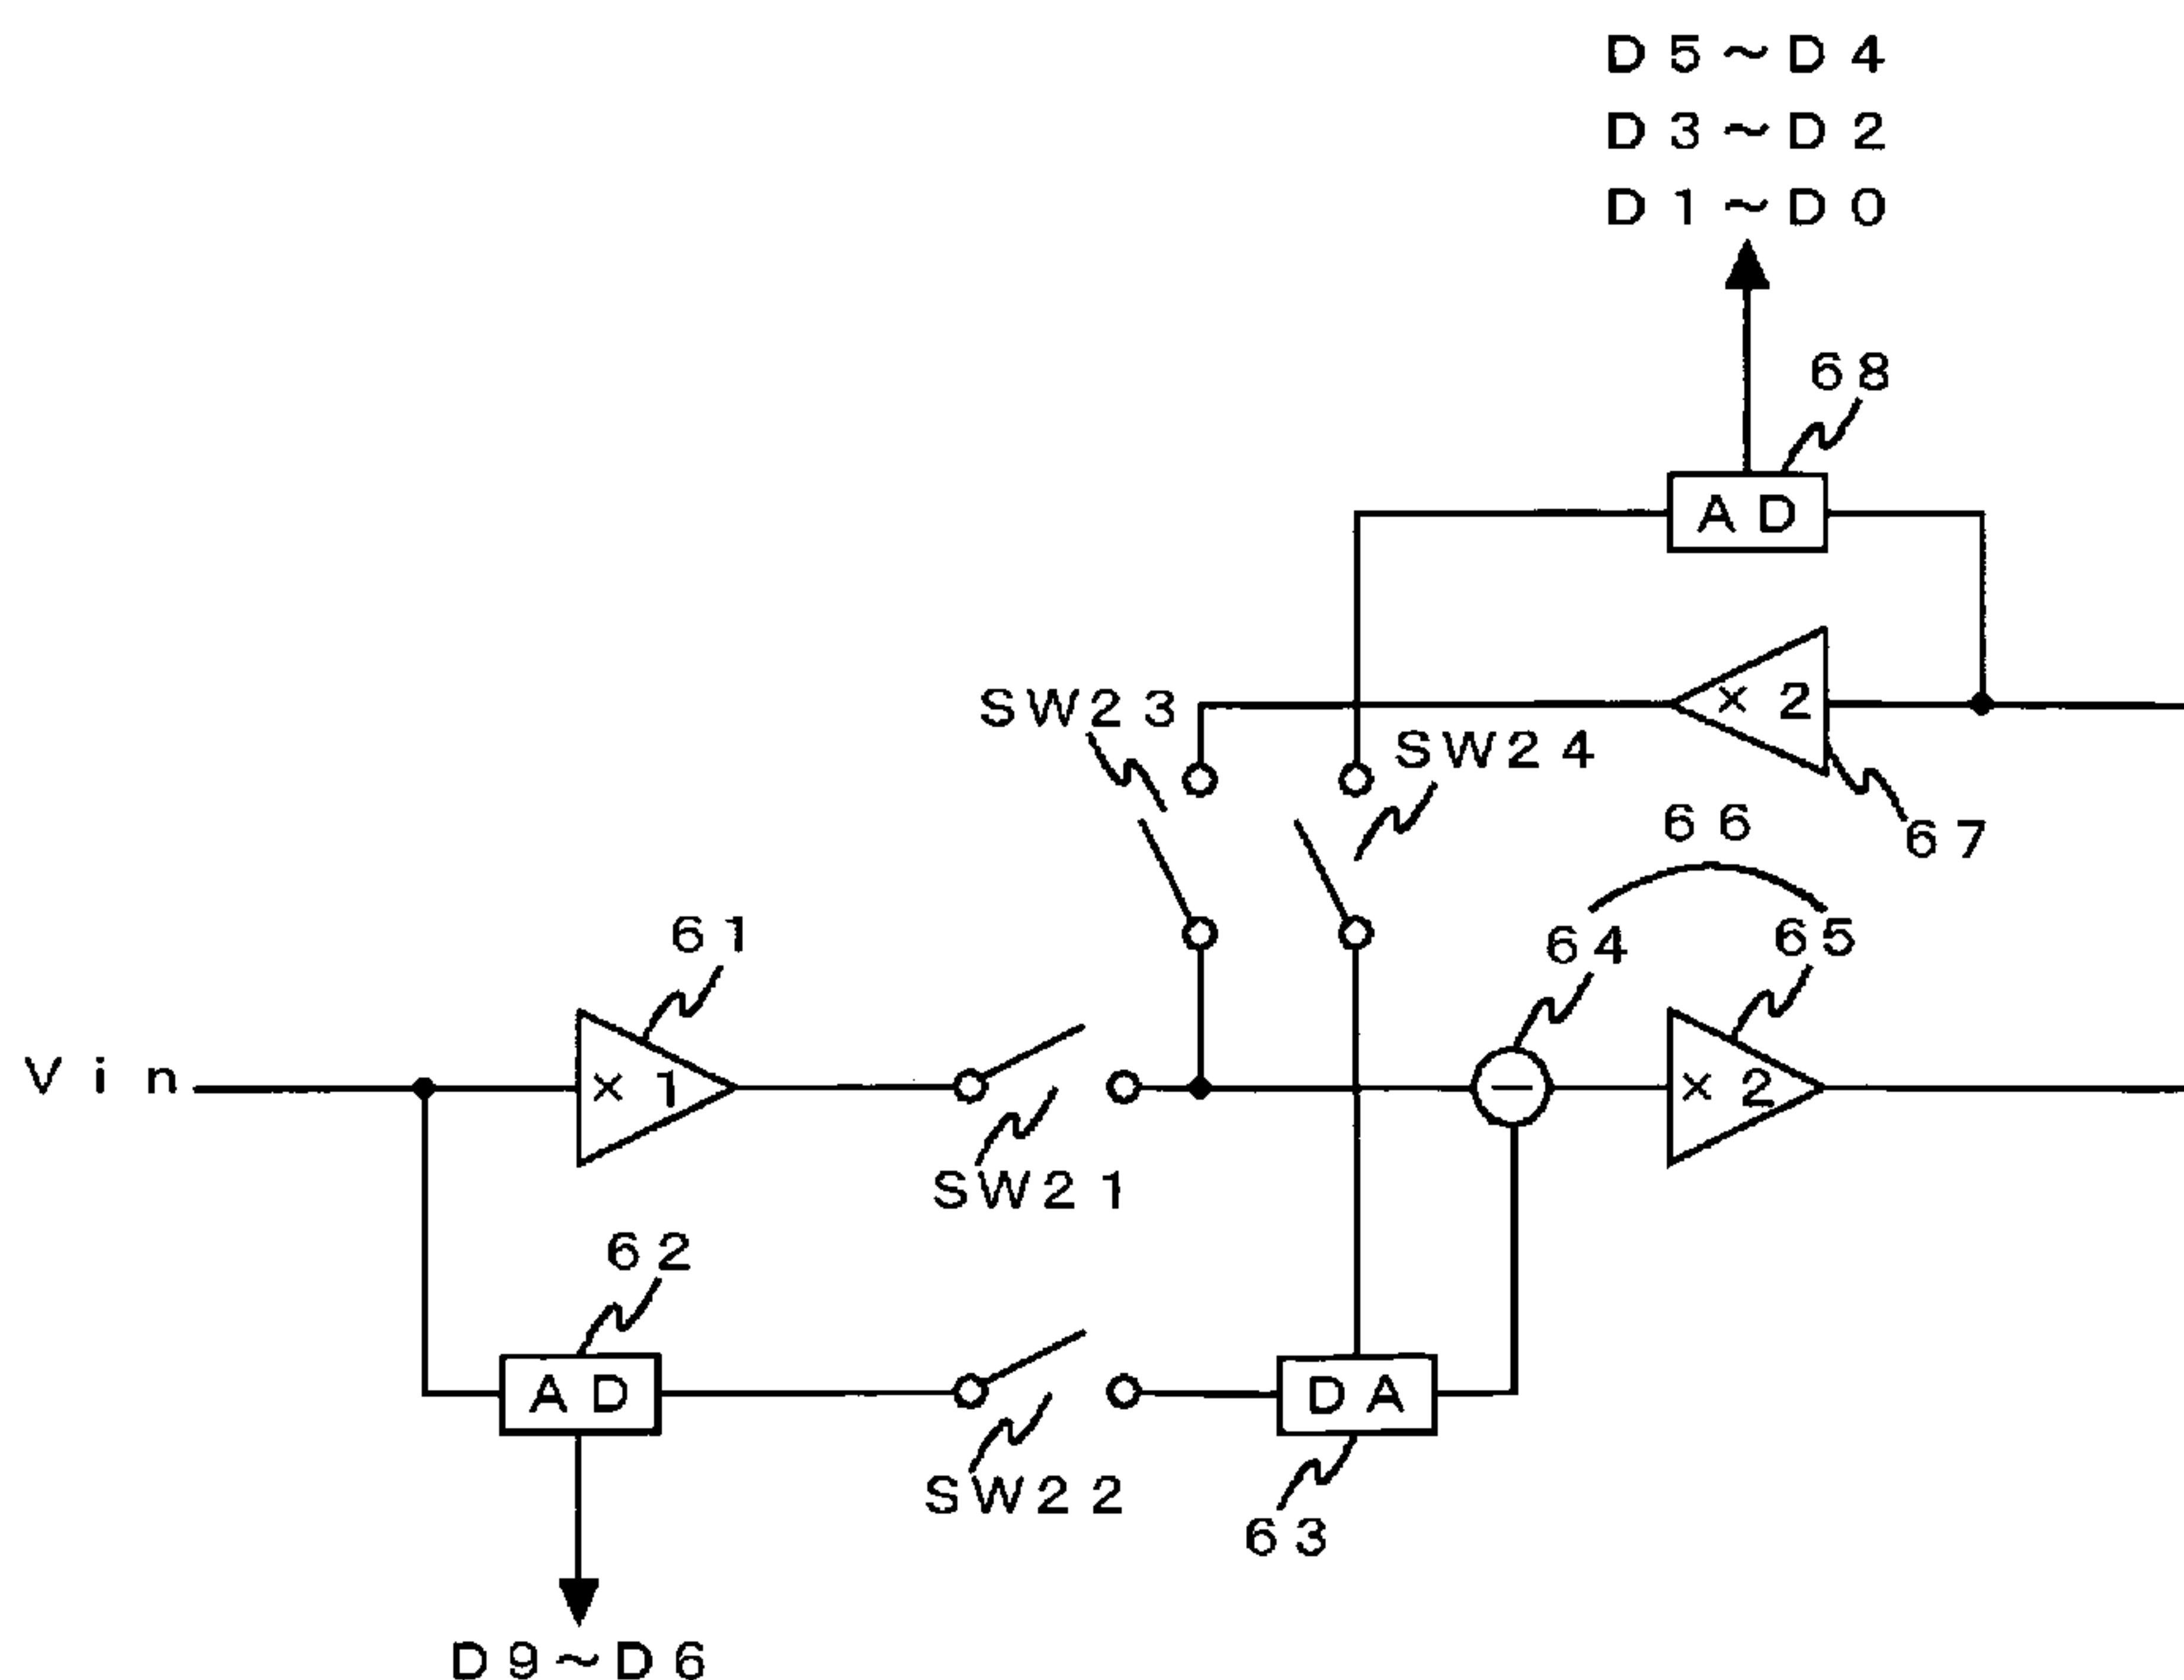 D5~D4
D3~D2
D1~D0
68
AD
SW23
×2
SW24
67
66
61
64
65
Vin
×1
−
×2
SW21
62
AD
DA
SW22
63
D9~D6